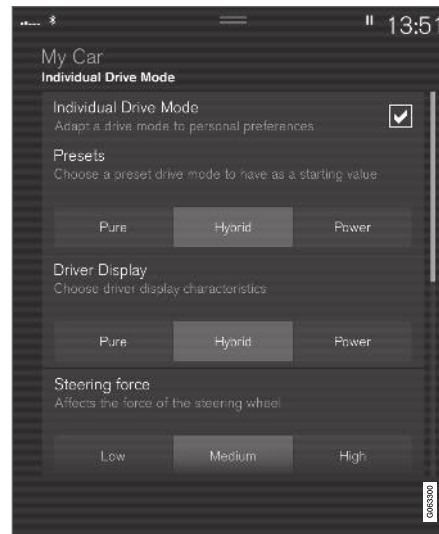 13:51
My Car
Individual Drive Mode
Individual Drive Mode
Adapt a drive mode to personal preferences
Presets
Choose a preset drive mode to have as a starting value
Pure Hybrid Power
Driver Display
Choose driver display characteristics
Pure Hybrid Power
Steering force
Affects the force of the steering wheel
Low Medium High
G063300